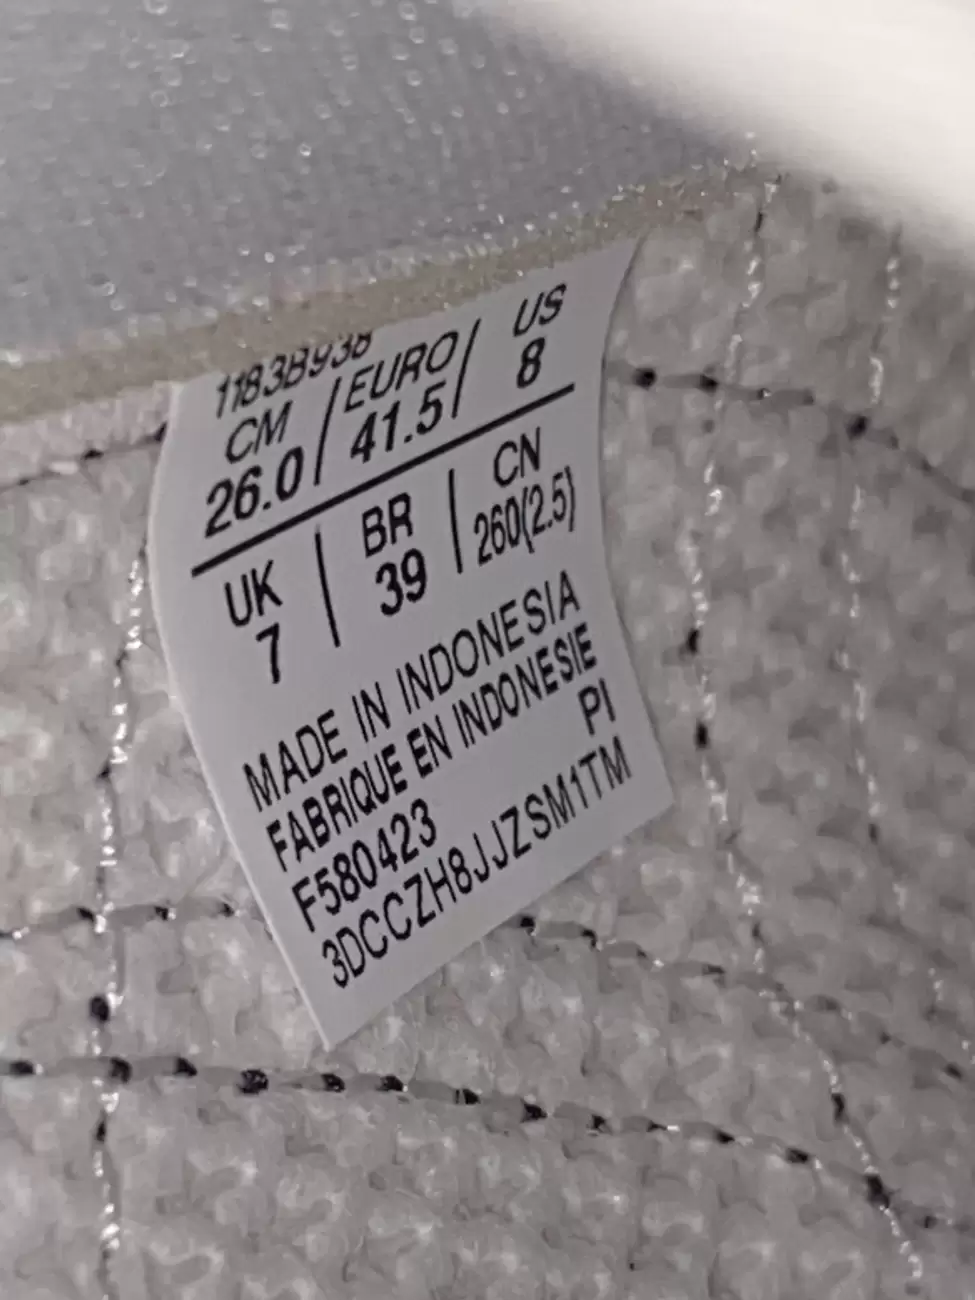 1183B938
CM / EURO / US
26.0 / 41.5 / 8
UK | BR | CN
7 | 39 | 260(2.5)
MADE IN INDONESIA
FABRIQUE EN INDONESIE
PI
F580423
3DCCZH8JJZSM1TM